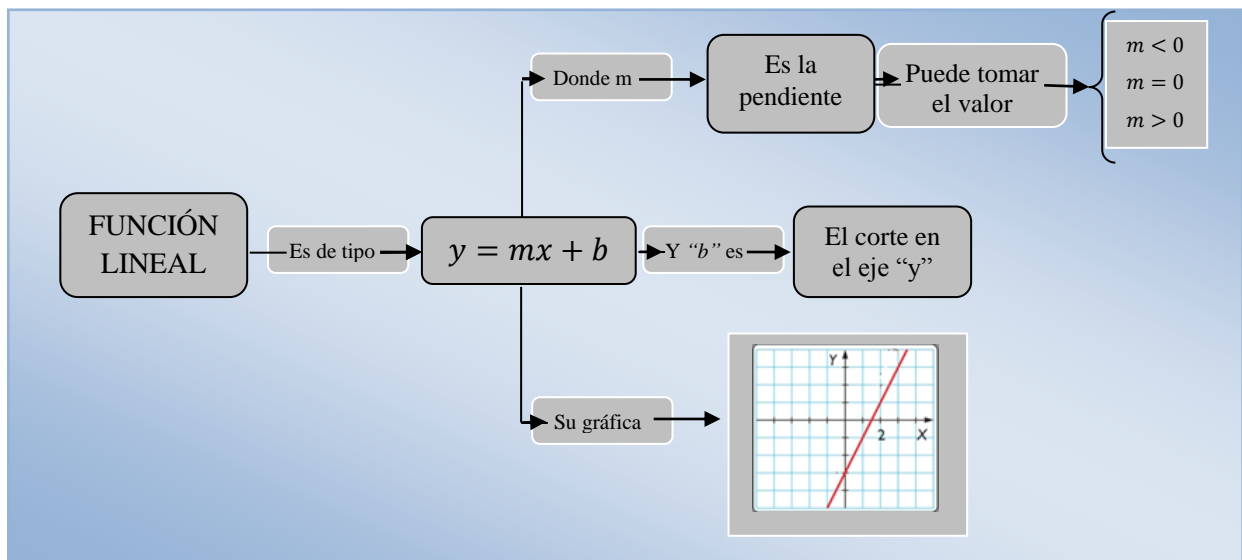 FUNCIÓN
LINEAL
Es de tipo
y = mx + b
Donde m
Es la
pendiente
Puede tomar
el valor
m < 0
m = 0
m > 0
Y “b” es
El corte en
el eje “y”
Su gráfica
Y
2
X